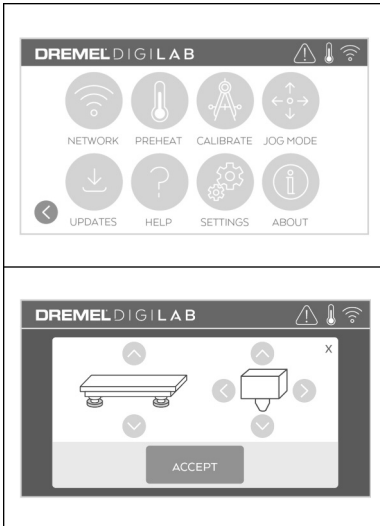 DREMEL DIGILAB
NETWORK PREHEAT CALIBRATE JOG MODE
UPDATES HELP SETTINGS ABOUT
DREMEL DIGILAB
X
ACCEPT